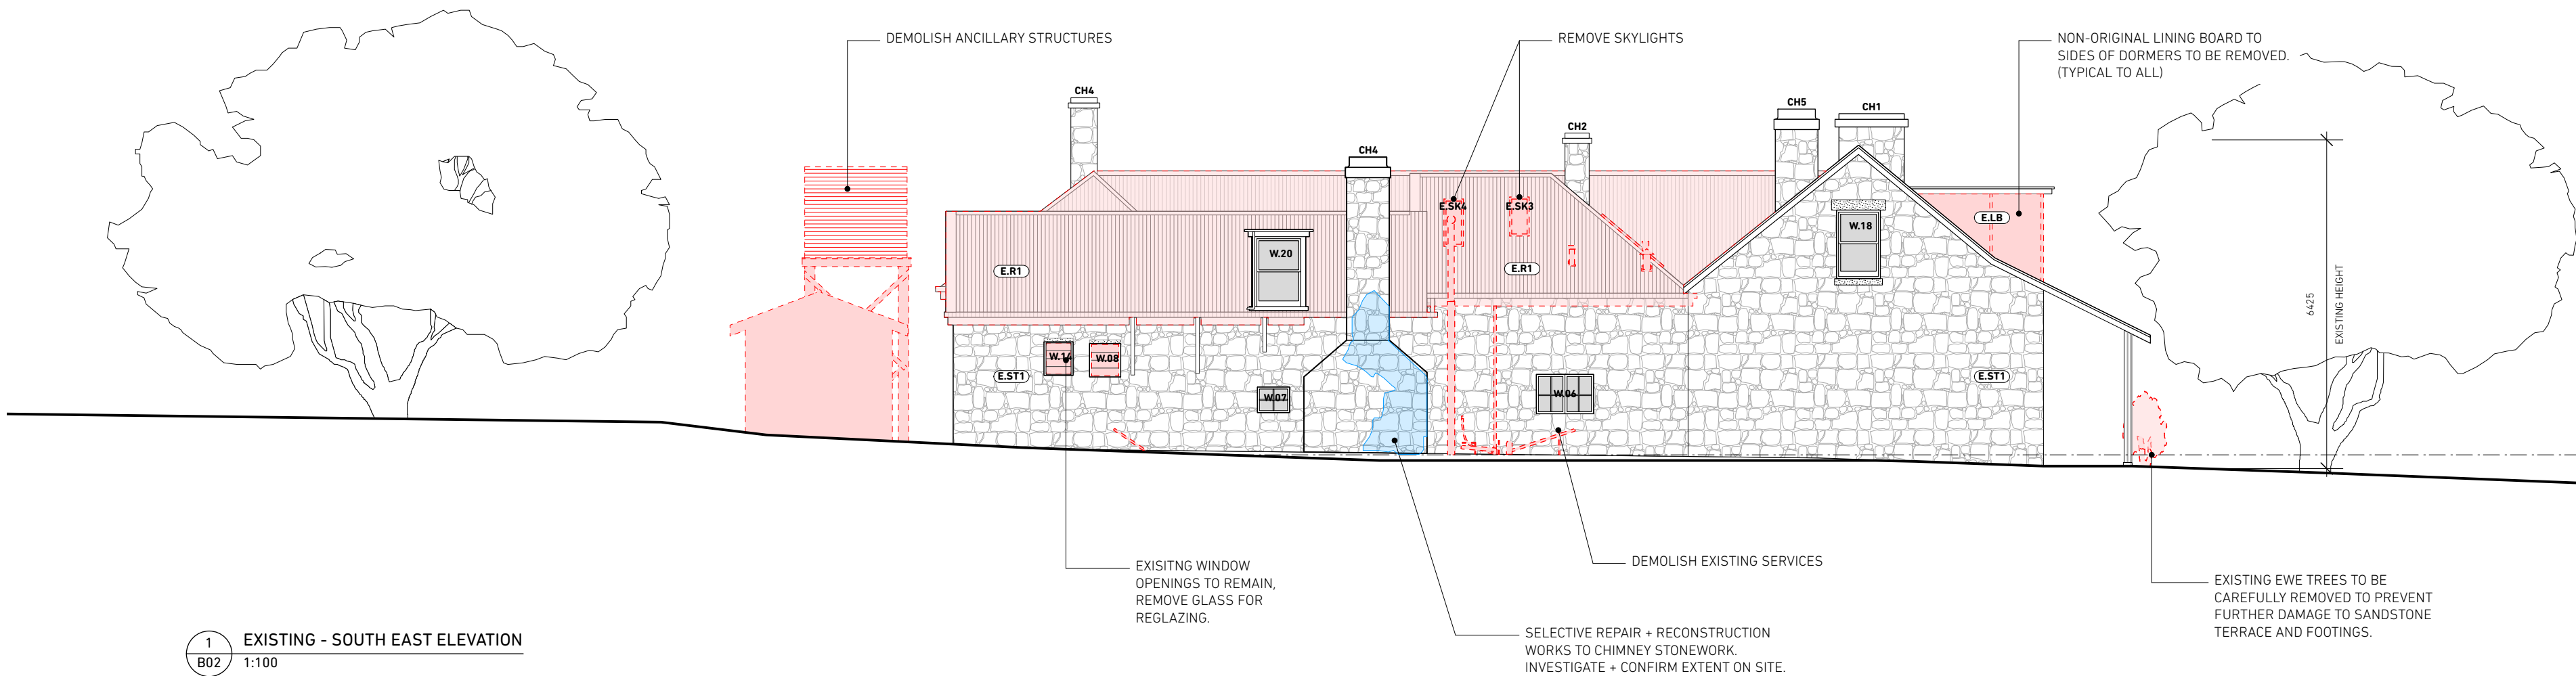 DEMOLISH ANCILLARY STRUCTURES
REMOVE SKYLIGHTS
NON-ORIGINAL LINING BOARD TO
SIDES OF DORMERS TO BE REMOVED.
(TYPICAL TO ALL)
CH4
CH4
CH2
CH5
CH1
E.SK4
E.SK3
E.LB
W.18
W.20
E.R1
E.R1
6425
EXISTING HEIGHT
W.14
W.08
E.ST1
W.07
W.06
E.ST1
EXISITNG WINDOW
OPENINGS TO REMAIN,
REMOVE GLASS FOR
REGLAZING.
DEMOLISH EXISTING SERVICES
SELECTIVE REPAIR + RECONSTRUCTION
WORKS TO CHIMNEY STONEWORK.
INVESTIGATE + CONFIRM EXTENT ON SITE.
EXISTING EWE TREES TO BE
CAREFULLY REMOVED TO PREVENT
FURTHER DAMAGE TO SANDSTONE
TERRACE AND FOOTINGS.
1
B02
EXISTING - SOUTH EAST ELEVATION
1:100